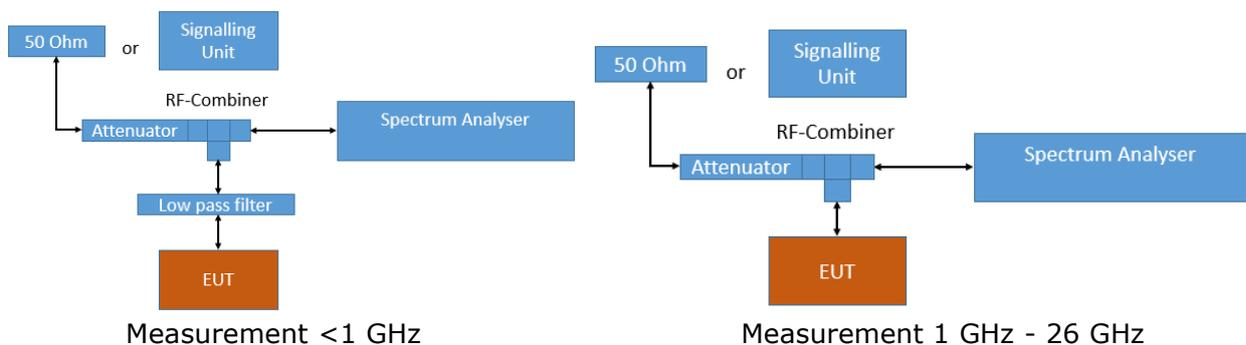 50 Ohm
or
Signalling
Unit
RF-Combiner
Attenuator
Spectrum Analyser
Low pass filter
EUT
Measurement <1 GHz
50 Ohm
or
Signalling
Unit
RF-Combiner
Attenuator
Spectrum Analyser
EUT
Measurement 1 GHz - 26 GHz